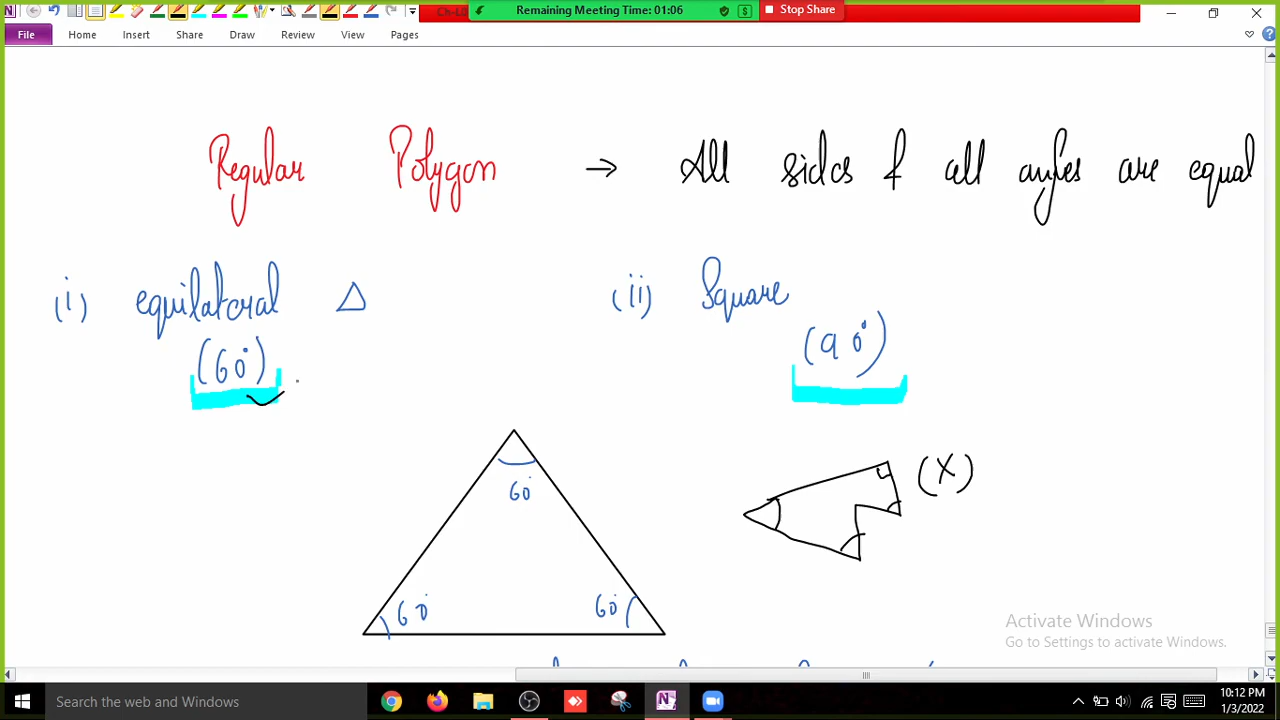 Remaining Meeting Time: 01:06
Stop Share
File Home Insert Share Draw Review View Pages
Regular Polygon → All sides & all angles are equal
(i) equilateral △ (ii) Square
(60°) (90°)
(X)
60°
60° 60°
Activate Windows
Go to Settings to activate Windows.
Search the web and Windows
10:12 PM
1/3/2022